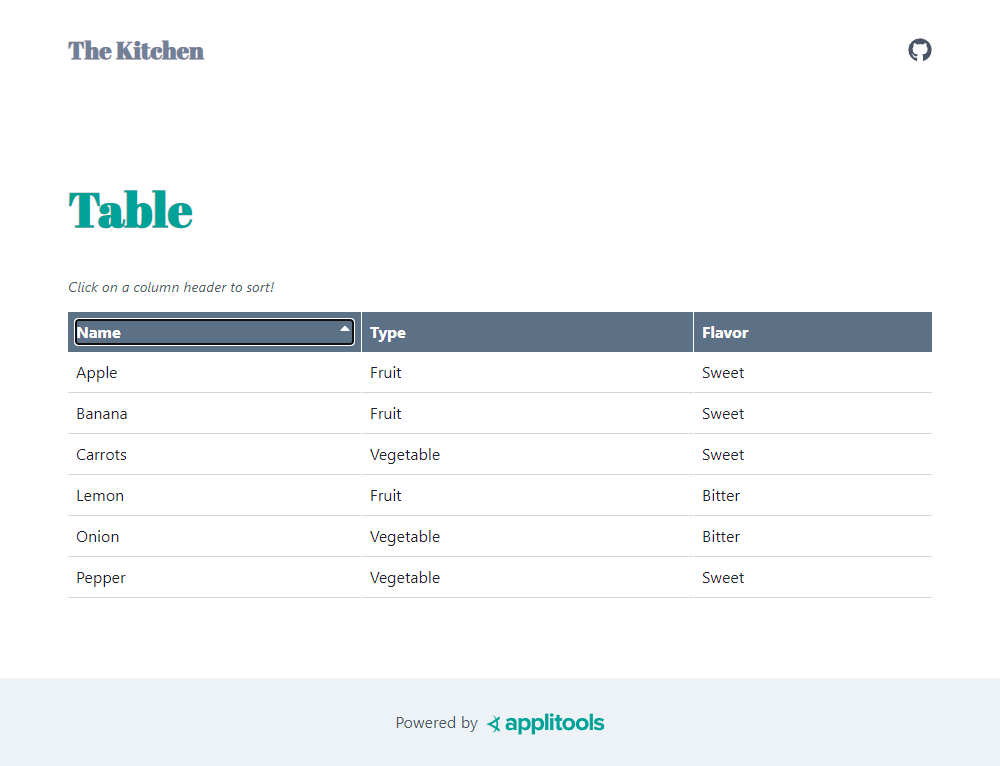 The Kitchen
Table
Click on a column header to sort!
Name Type Flavor
Apple Fruit Sweet
Banana Fruit Sweet
Carrots Vegetable Sweet
Lemon Fruit Bitter
Onion Vegetable Bitter
Pepper Vegetable Sweet
Powered by applitools